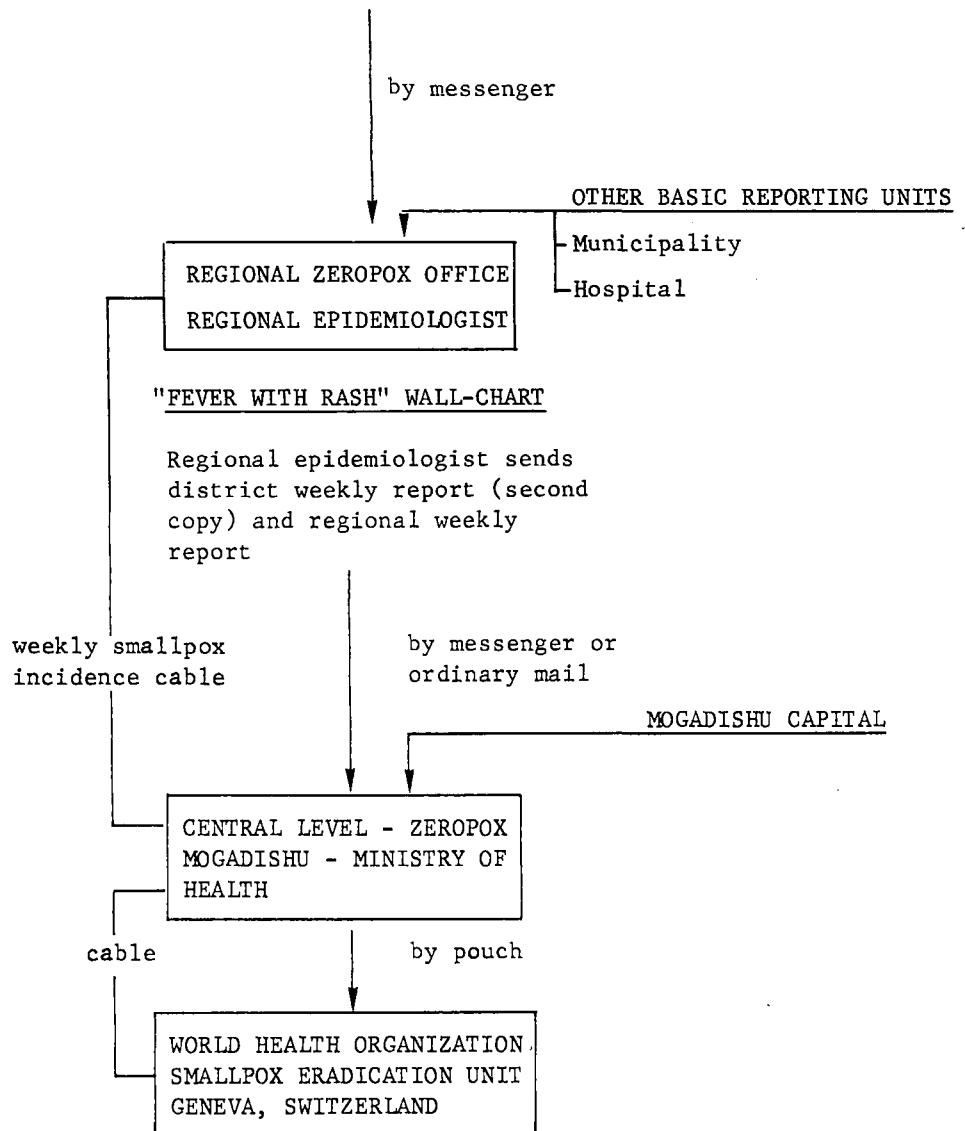 by messenger
OTHER BASIC REPORTING UNITS
Municipality
Hospital
REGIONAL ZEROPOX OFFICE
REGIONAL EPIDEMIOLOGIST
"FEVER WITH RASH" WALL-CHART
Regional epidemiologist sends
district weekly report (second
copy) and regional weekly
report
weekly smallpox
incidence cable
by messenger or
ordinary mail
MOGADISHU CAPITAL
CENTRAL LEVEL - ZEROPOX
MOGADISHU - MINISTRY OF
HEALTH
cable
by pouch
WORLD HEALTH ORGANIZATION
SMALLPOX ERADICATION UNIT
GENEVA, SWITZERLAND